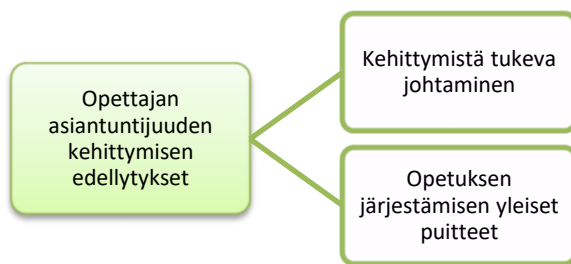 Opettajan
asiantuntijuuden
kehittymisen
edellytykset
Kehittymistä tukeva
johtaminen
Opetuksen
järjestämisen yleiset
puitteet